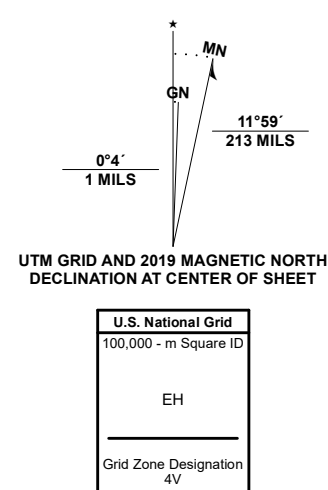 ★
MN
GN
11°59´
213 MILS
0°4´
1 MILS
UTM GRID AND 2019 MAGNETIC NORTH
DECLINATION AT CENTER OF SHEET
U.S. National Grid
100,000 - m Square ID
EH
Grid Zone Designation
4V